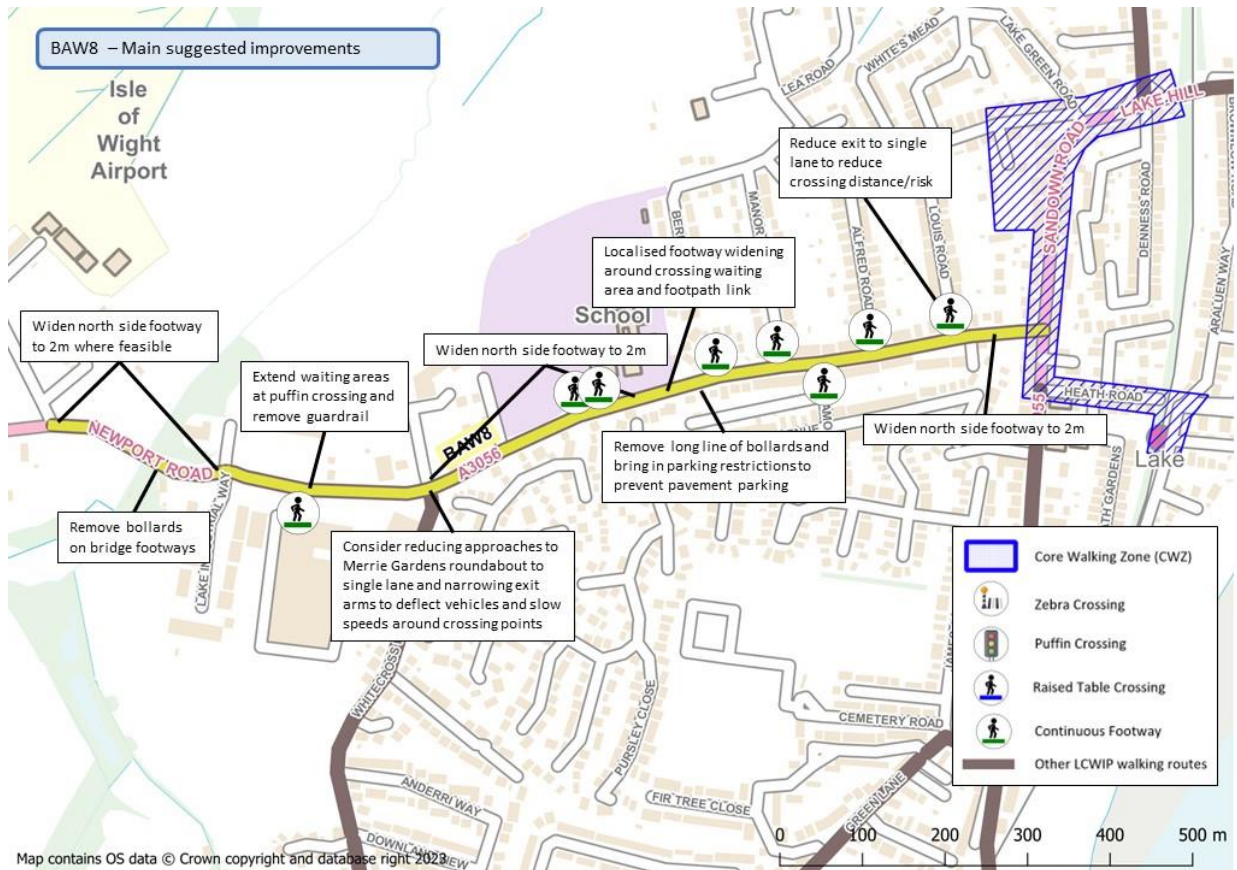 BAW8 – Main suggested improvements
Isle
of
Wight
Airport
LEA ROAD
WHITE'S MEAD
LAKE GREEN ROAD
LAKE HILL
SANDOWN ROAD
DENNESS ROAD
ARALUEN WAY
Reduce exit to single
lane to reduce
crossing distance/risk
MANOR
ALFRED ROAD
LOUIS ROAD
Localised footway widening
around crossing waiting
area and footpath link
School
Widen north side footway
to 2m where feasible
Widen north side footway to 2m
Extend waiting areas
at puffin crossing and
remove guardrail
NEWPORT ROAD
BAW8
A3056
HEATH ROAD
Lake
Widen north side footway to 2m
Remove long line of bollards and
bring in parking restrictions to
prevent pavement parking
Remove bollards
on bridge footways
Consider reducing approaches to
Merrie Gardens roundabout to
single lane and narrowing exit
arms to deflect vehicles and slow
speeds around crossing points
WHITECROSS
PURSLEY CLOSE
CEMETERY ROAD
ANDERRI WAY
FIR TREE CLOSE
GREEN LANE
Core Walking Zone (CWZ)
Zebra Crossing
Puffin Crossing
Raised Table Crossing
Continuous Footway
Other LCWIP walking routes
0 100 200 300 400 500 m
Map contains OS data © Crown copyright and database right 2023